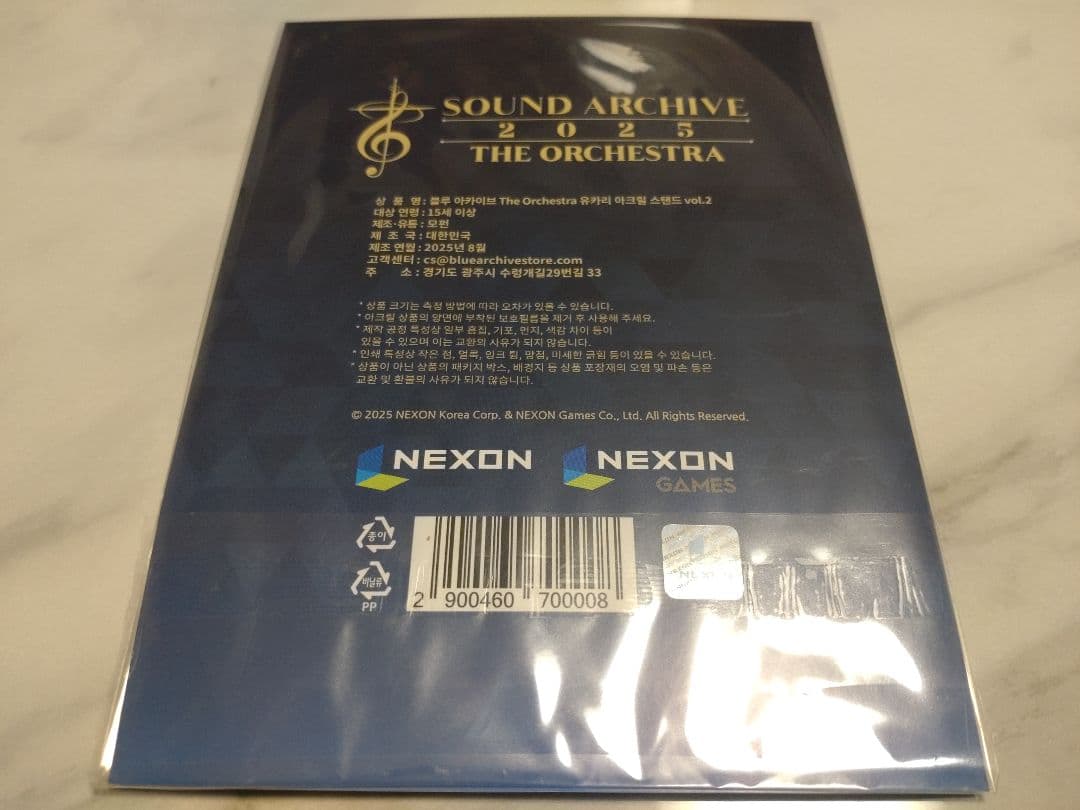 SOUND ARCHIVE
2025
THE ORCHESTRA
상 품 명 : 블루 아카이브 The Orchestra 유카리 아크릴 스탠드 vol.2
대상 연령 : 15세 이상
제조·유통 : 모펀
제 조 국 : 대한민국
제조 연월 : 2025년 8월
고객센터 : cs@bluearchivestore.com
주 소 : 경기도 광주시 수렁개길29번길 33
* 상품 크기는 측정 방법에 따라 오차가 있을 수 있습니다.
* 아크릴 상품의 양면에 부착된 보호필름을 제거 후 사용해 주세요.
* 제작 공정 특성상 일부 흠집, 기포, 먼지, 색감 차이 등이
있을 수 있으며 이는 교환의 사유가 되지 않습니다.
* 인쇄 특성상 작은 점, 얼룩, 잉크 튐, 망점, 미세한 긁힘 등이 있을 수 있습니다.
* 상품이 아닌 상품의 패키지 박스, 배경지 등 상품 포장재의 오염 및 파손 등은
교환 및 환불의 사유가 되지 않습니다.
© 2025 NEXON Korea Corp. & NEXON Games Co., Ltd. All Rights Reserved.
NEXON
NEXON
GAMES
종이
비닐류
PP
2 900460 700008
NEXON